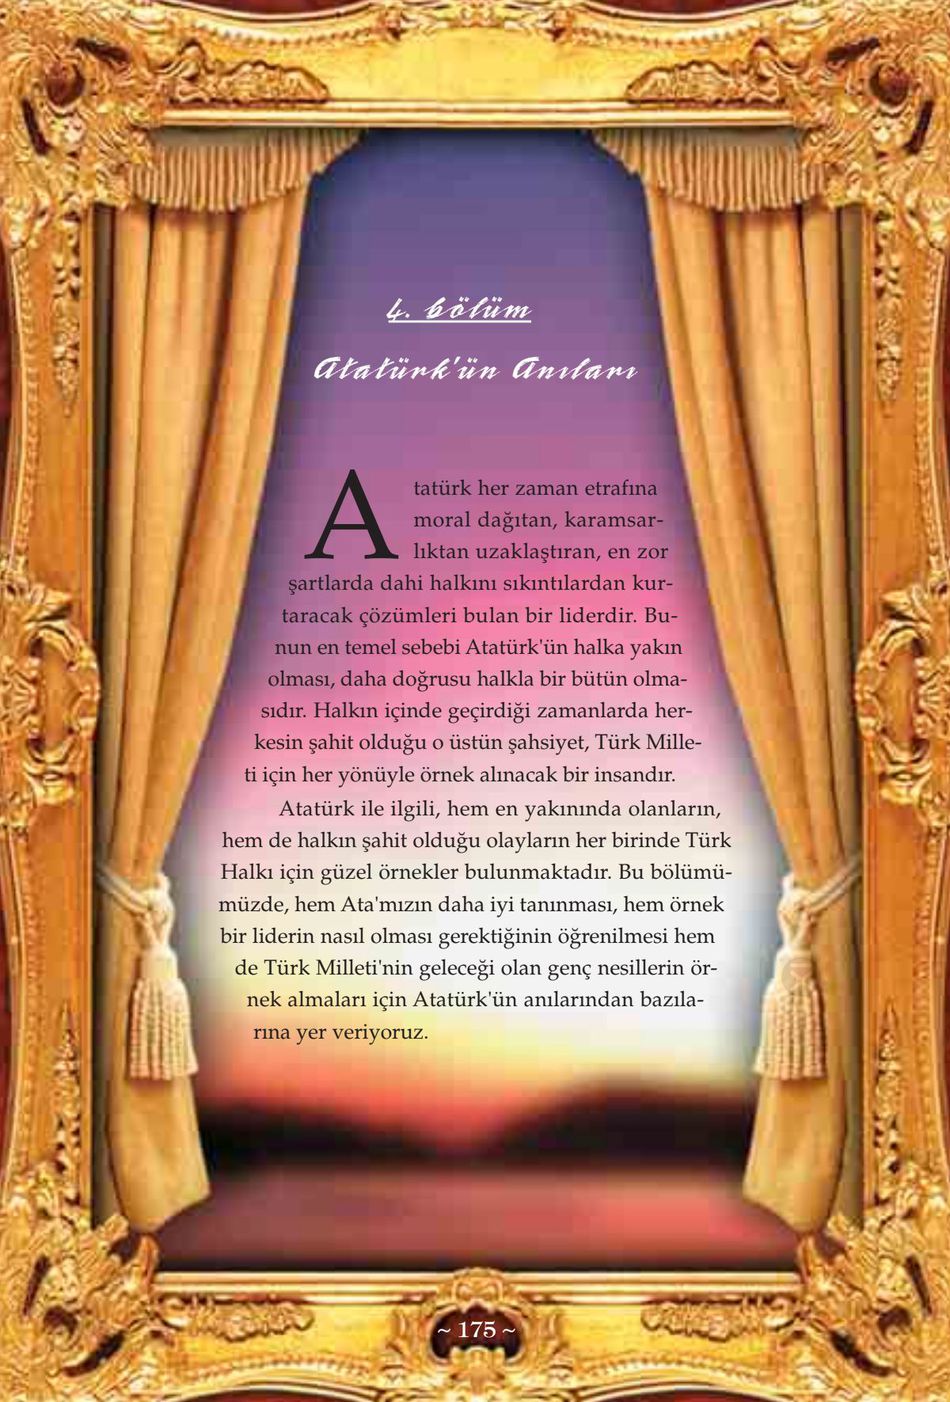 4. bölüm
Atatürk'ün Anıları
Atatürk her zaman etrafına
moral dağıtan, karamsar-
lıktan uzaklaştıran, en zor
şartlarda dahi halkını sıkıntılardan kur-
taracak çözümleri bulan bir liderdir. Bu-
nun en temel sebebi Atatürk'ün halka yakın
olması, daha doğrusu halkla bir bütün olma-
sıdır. Halkın içinde geçirdiği zamanlarda her-
kesin şahit olduğu o üstün şahsiyet, Türk Mille-
ti için her yönüyle örnek alınacak bir insandır.
Atatürk ile ilgili, hem en yakınında olanların,
hem de halkın şahit olduğu olayların her birinde Türk
Halkı için güzel örnekler bulunmaktadır. Bu bölümü-
müzde, hem Ata'mızın daha iyi tanınması, hem örnek
bir liderin nasıl olması gerektiğinin öğrenilmesi hem
de Türk Milleti'nin geleceği olan genç nesillerin ör-
nek almaları için Atatürk'ün anılarından bazıla-
rına yer veriyoruz.
~ 175 ~